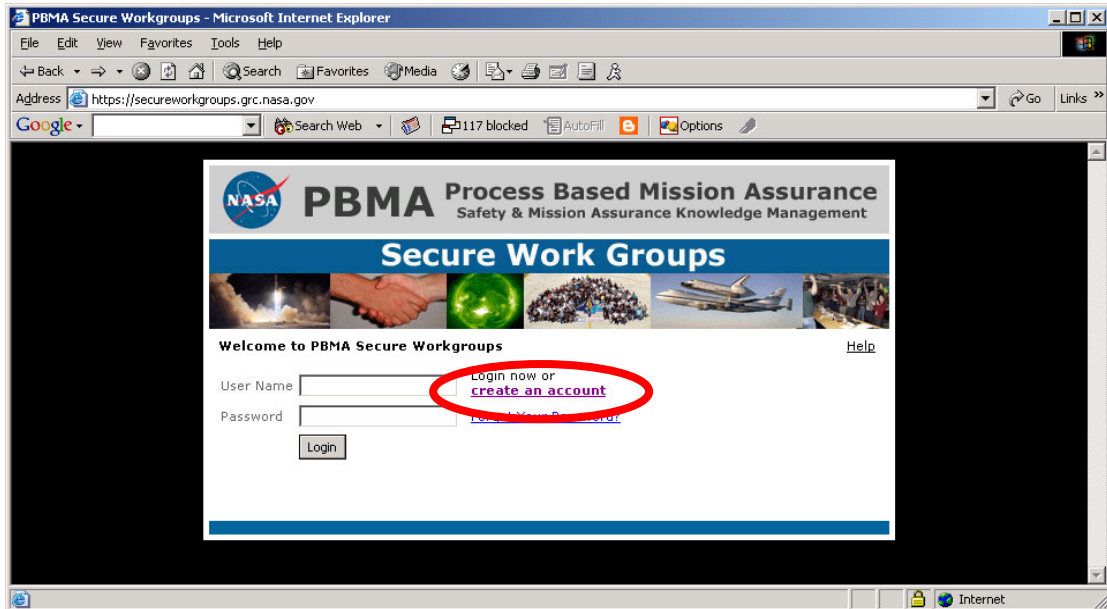 PBMA Secure Workgroups - Microsoft Internet Explorer
File Edit View Favorites Tools Help
Back Search Favorites Media
Address https://secureworkgroups.grc.nasa.gov Go Links »
Google Search Web 117 blocked AutoFill Options
NASA PBMA Process Based Mission Assurance
Safety & Mission Assurance Knowledge Management
Secure Work Groups
Welcome to PBMA Secure Workgroups Help
Login now or
User Name create an account
Password Forgot Your Password?
Login
Internet